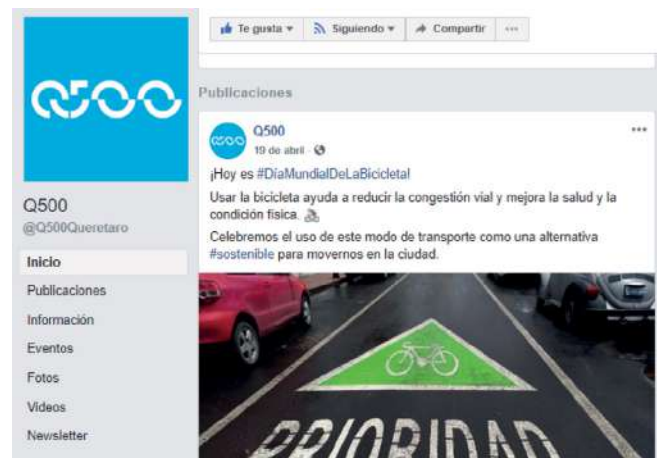 Te gusta
Siguiendo
Compartir
Q500
Publicaciones
Q500
19 de abril
¡Hoy es #DíaMundialDeLaBicicleta!
Usar la bicicleta ayuda a reducir la congestión vial y mejora la salud y la
condición física.
Celebremos el uso de este modo de transporte como una alternativa
#sostenible para movernos en la ciudad.
Q500
Q500
@Q500Queretaro
Inicio
Publicaciones
Información
Eventos
Fotos
Videos
Newsletter
PRIORIDAD